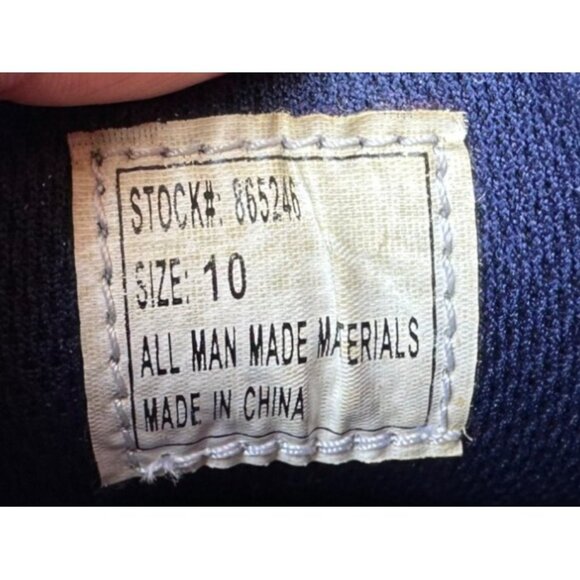 STOCK#: 865246
SIZE: 10
ALL MAN MADE MATERIALS
MADE IN CHINA